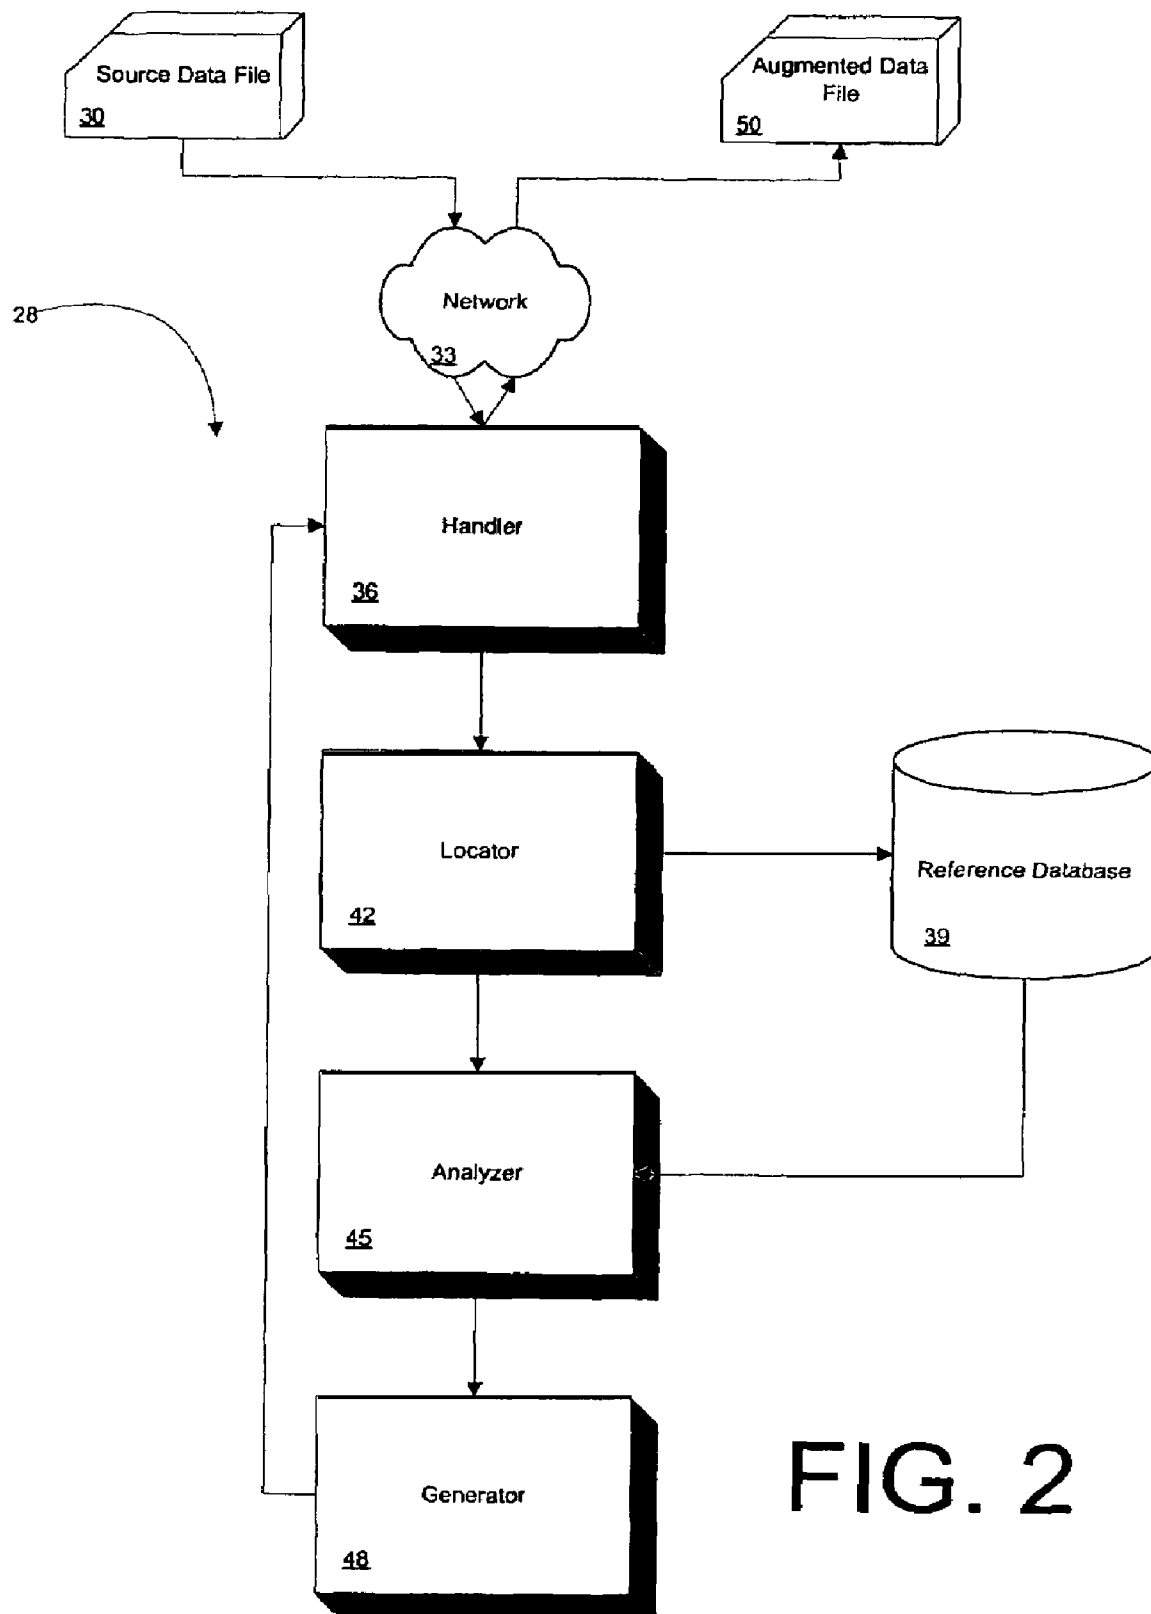 Source Data File
30
Augmented Data
File
50
Network
33
28
Handler
36
Locator
42
Reference Database
39
Analyzer
45
Generator
48
FIG. 2